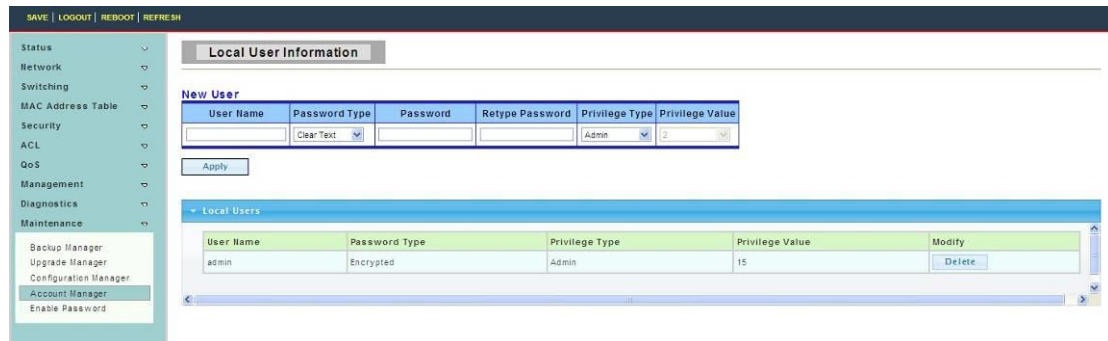 SAVE | LOGOUT | REBOOT | REFRESH
Status
Network
Switching
MAC Address Table
Security
ACL
QoS
Management
Diagnostics
Maintenance
Backup Manager
Upgrade Manager
Configuration Manager
Account Manager
Enable Password
Local User Information
New User
User Name Password Type Password Retype Password Privilege Type Privilege Value
Clear Text Admin 2
Apply
Local Users
User Name Password Type Privilege Type Privilege Value Modify
admin Encrypted Admin 15 Delete